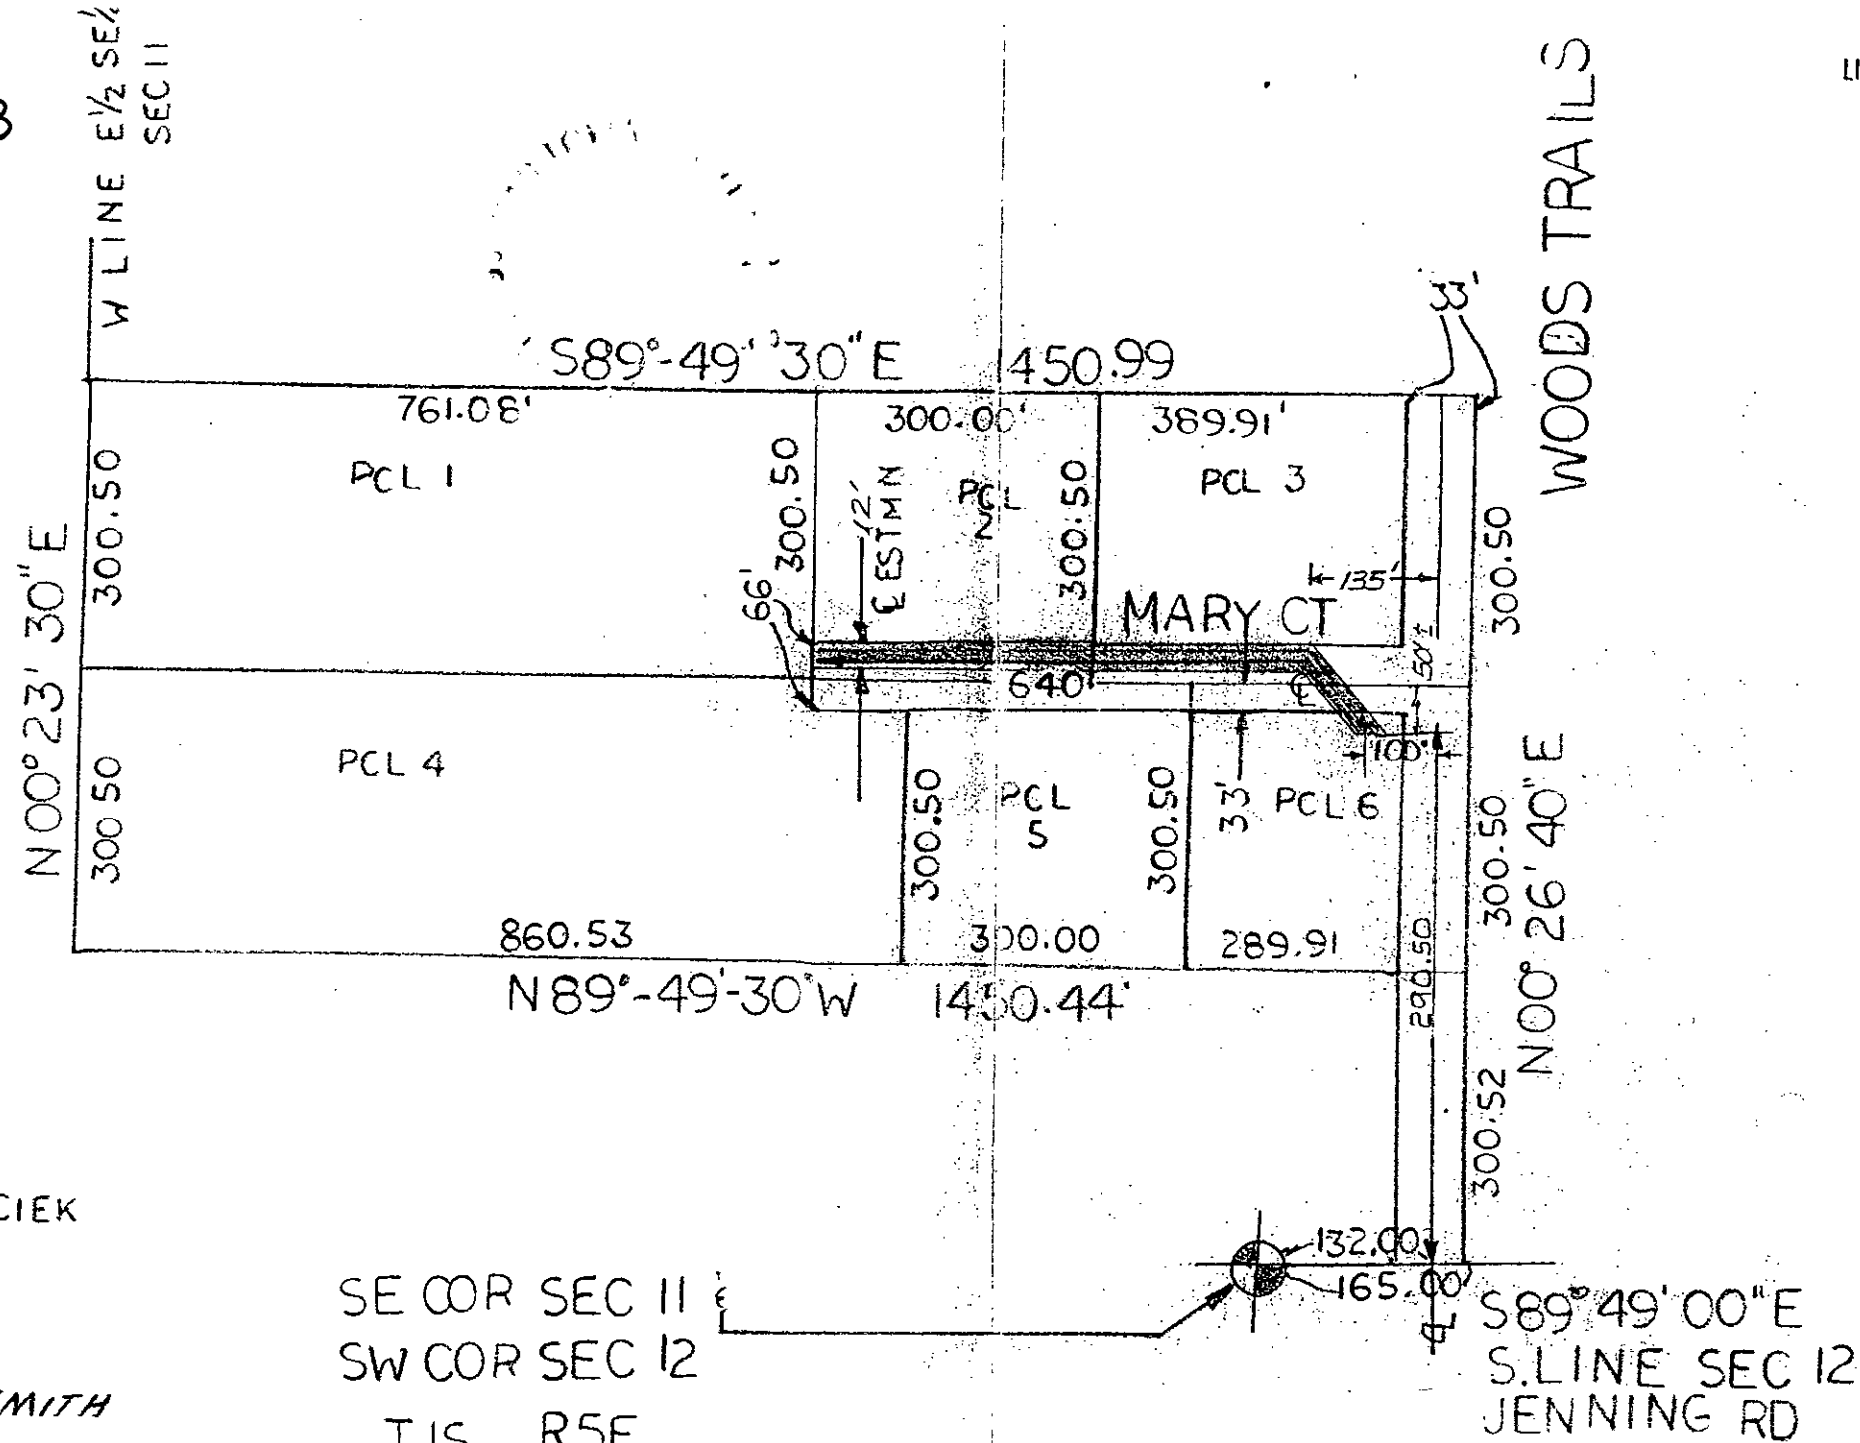 W LINE E½ SE¼
SEC 11
WOODS TRAILS
33'
S89°-49'30"E 1450.99
761.08'
300.00'
389.91'
PCL 1
PCL
2
PCL 3
300.50
300.50
12'
℄ ESTMN
300.50
300.50
N00°23'30"E
66'
135'
MARY CT
50'±
640'
℄
100'
PCL 4
PCL
5
PCL 6
33'
300.50
300.50
300.50
300.50
N00°26'40"E
860.53
300.00
289.91
290.50
N89°-49'-30"W 1450.44'
300.52
CIEK
132.00
165.00
SE COR SEC 11 &
SW COR SEC 12
T1S R5E
℄
S89°49'00"E
S.LINE SEC 12
JENNING RD
SMITH